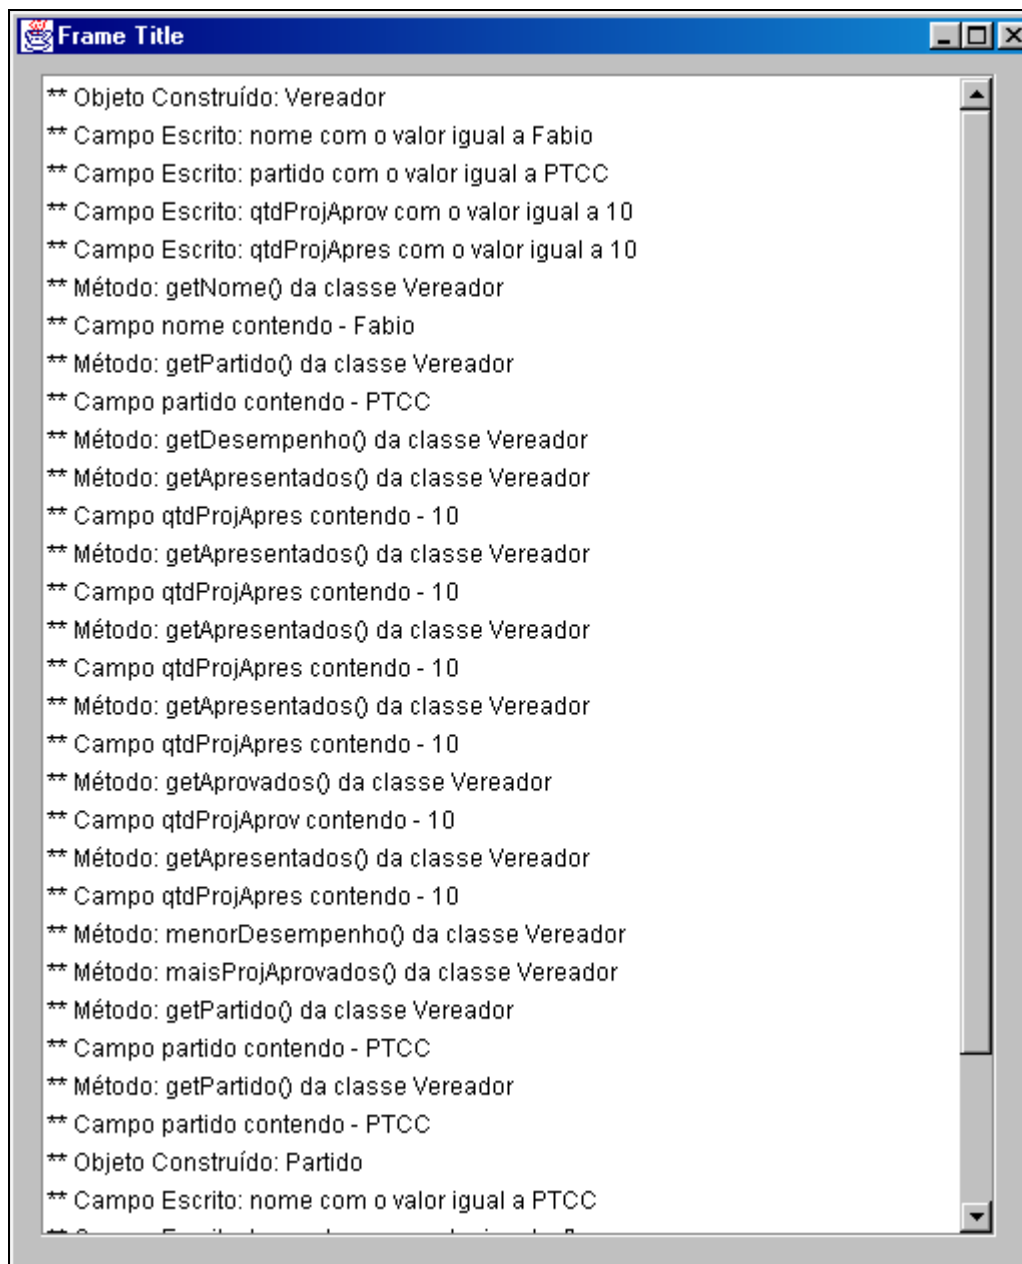 Frame Title
** Objeto Construído: Vereador
** Campo Escrito: nome com o valor igual a Fabio
** Campo Escrito: partido com o valor igual a PTCC
** Campo Escrito: qtdProjAprov com o valor igual a 10
** Campo Escrito: qtdProjApres com o valor igual a 10
** Método: getNome() da classe Vereador
** Campo nome contendo - Fabio
** Método: getPartido() da classe Vereador
** Campo partido contendo - PTCC
** Método: getDesempenho() da classe Vereador
** Método: getApresentados() da classe Vereador
** Campo qtdProjApres contendo - 10
** Método: getApresentados() da classe Vereador
** Campo qtdProjApres contendo - 10
** Método: getApresentados() da classe Vereador
** Campo qtdProjApres contendo - 10
** Método: getApresentados() da classe Vereador
** Campo qtdProjApres contendo - 10
** Método: getAprovados() da classe Vereador
** Campo qtdProjAprov contendo - 10
** Método: getApresentados() da classe Vereador
** Campo qtdProjApres contendo - 10
** Método: menorDesempenho() da classe Vereador
** Método: maisProjAprovados() da classe Vereador
** Método: getPartido() da classe Vereador
** Campo partido contendo - PTCC
** Método: getPartido() da classe Vereador
** Campo partido contendo - PTCC
** Objeto Construído: Partido
** Campo Escrito: nome com o valor igual a PTCC